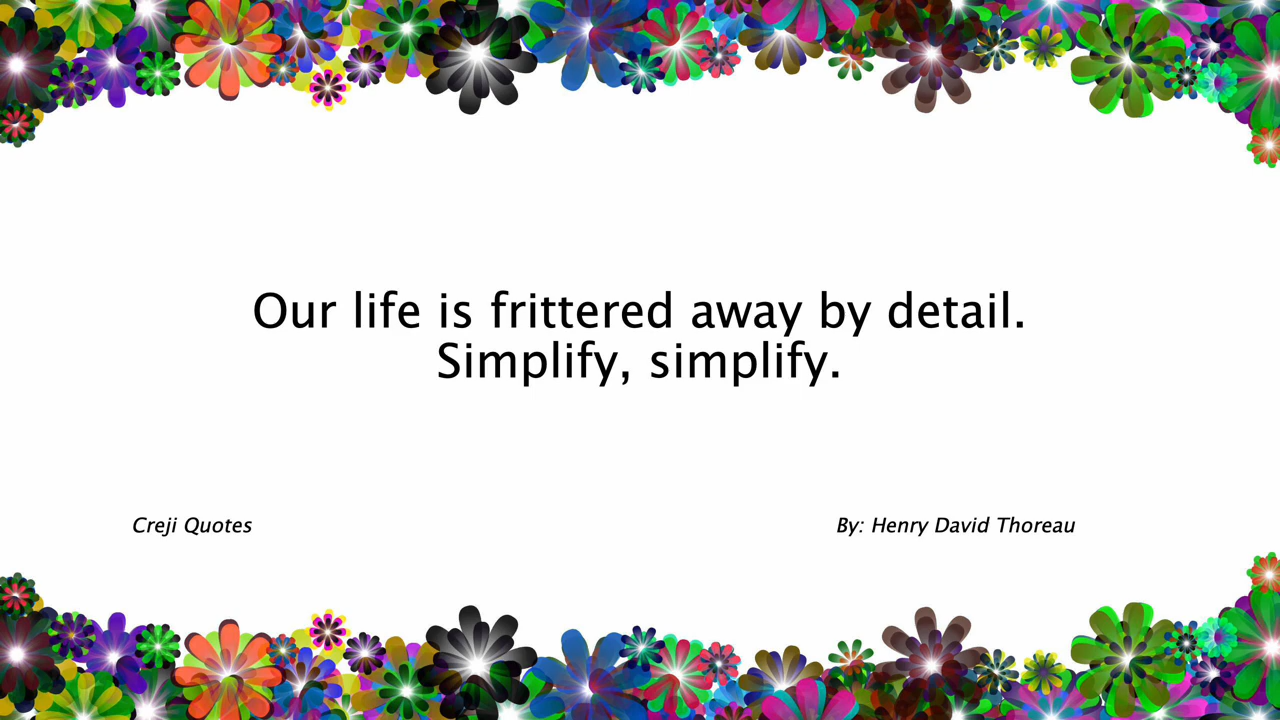 Our life is frittered away by detail.
Simplify, simplify.
Creji Quotes
By: Henry David Thoreau